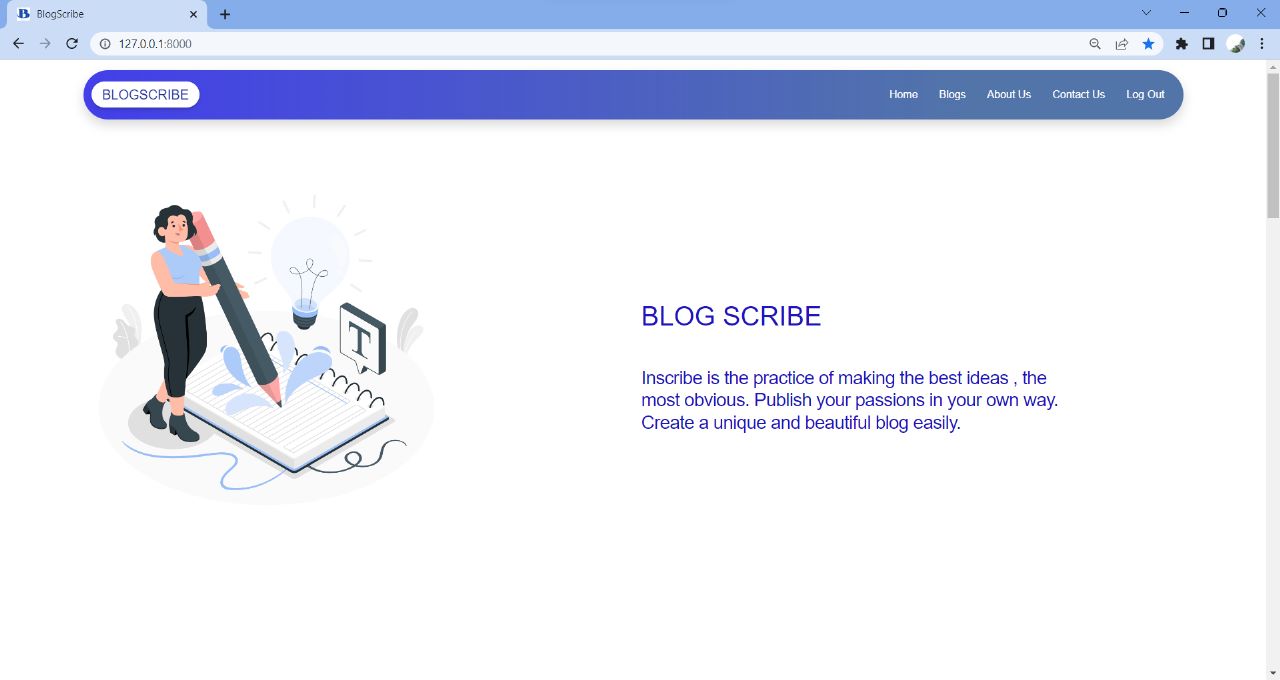 BlogScribe
127.0.0.1:8000
BLOGSCRIBE
Home Blogs About Us Contact Us Log Out
T
BLOG SCRIBE
Inscribe is the practice of making the best ideas , the
most obvious. Publish your passions in your own way.
Create a unique and beautiful blog easily.